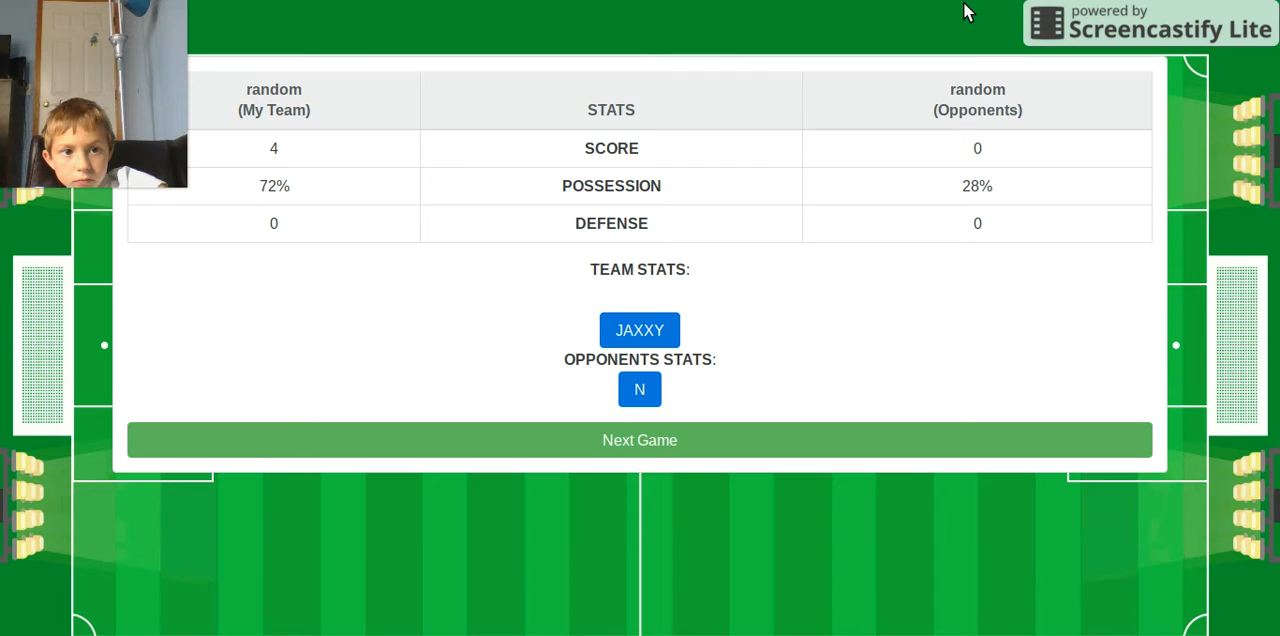 powered by
Screencastify Lite
random
(My Team)
STATS
random
(Opponents)
4
SCORE
0
72%
POSSESSION
28%
0
DEFENSE
0
TEAM STATS:
JAXXY
OPPONENTS STATS:
N
Next Game